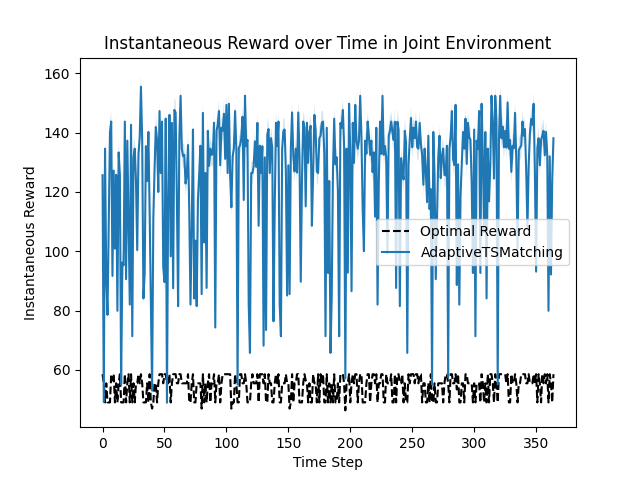 Instantaneous Reward over Time in Joint Environment
160
140
120
100
80
60
Instantaneous Reward
Optimal Reward
AdaptiveTSMatching
0 50 100 150 200 250 300 350
Time Step